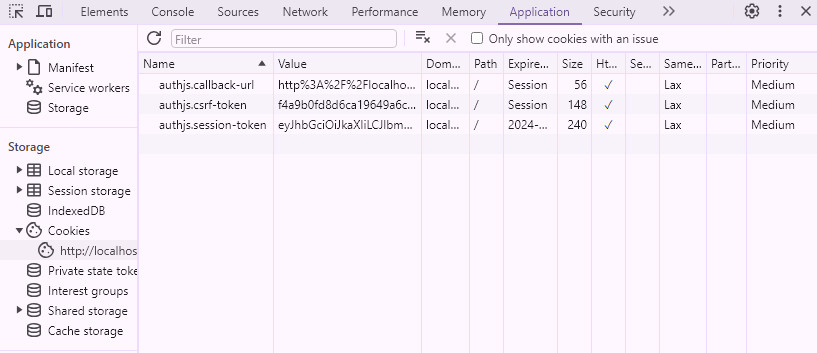 Elements Console Sources Network Performance Memory Application Security
Application
Manifest
Service workers
Storage
Storage
Local storage
Session storage
IndexedDB
Cookies
http://localhos
Private state toke
Interest groups
Shared storage
Cache storage
Filter Only show cookies with an issue
Name Value Dom... Path Expire... Size Ht... Se... Same... Part... Priority
authjs.callback-url http%3A%2F%2Flocalho... local... / Session 56 ✓ Lax Medium
authjs.csrf-token f4a9b0fd8d6ca19649a6c... local... / Session 148 ✓ Lax Medium
authjs.session-token eyJhbGciOiJkaXIiLCJlbm... local... / 2024-... 240 ✓ Lax Medium